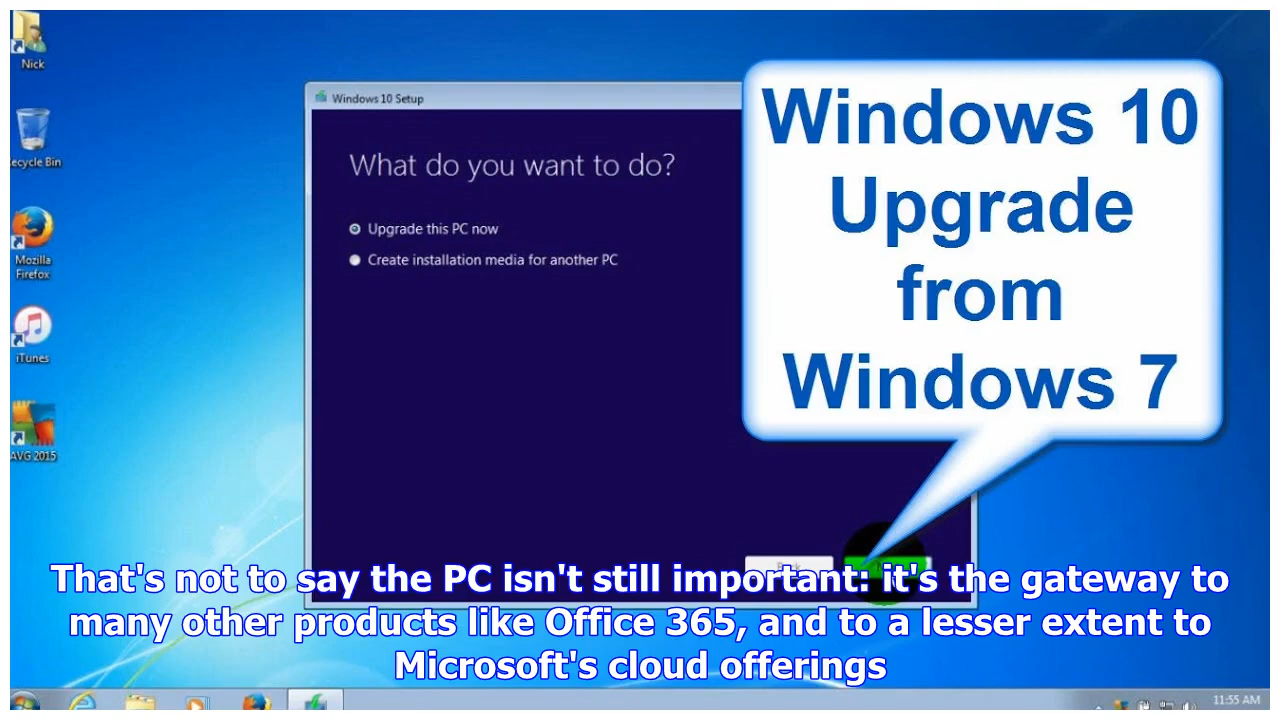 Nick
ecycle Bin
Mozilla
Firefox
iTunes
AVG 2015
Windows 10 Setup
What do you want to do?
Upgrade this PC now
Create installation media for another PC
Windows 10
Upgrade
from
Windows 7
That's not to say the PC isn't still important: it's the gateway to
many other products like Office 365, and to a lesser extent to
Microsoft's cloud offerings
11:55 AM